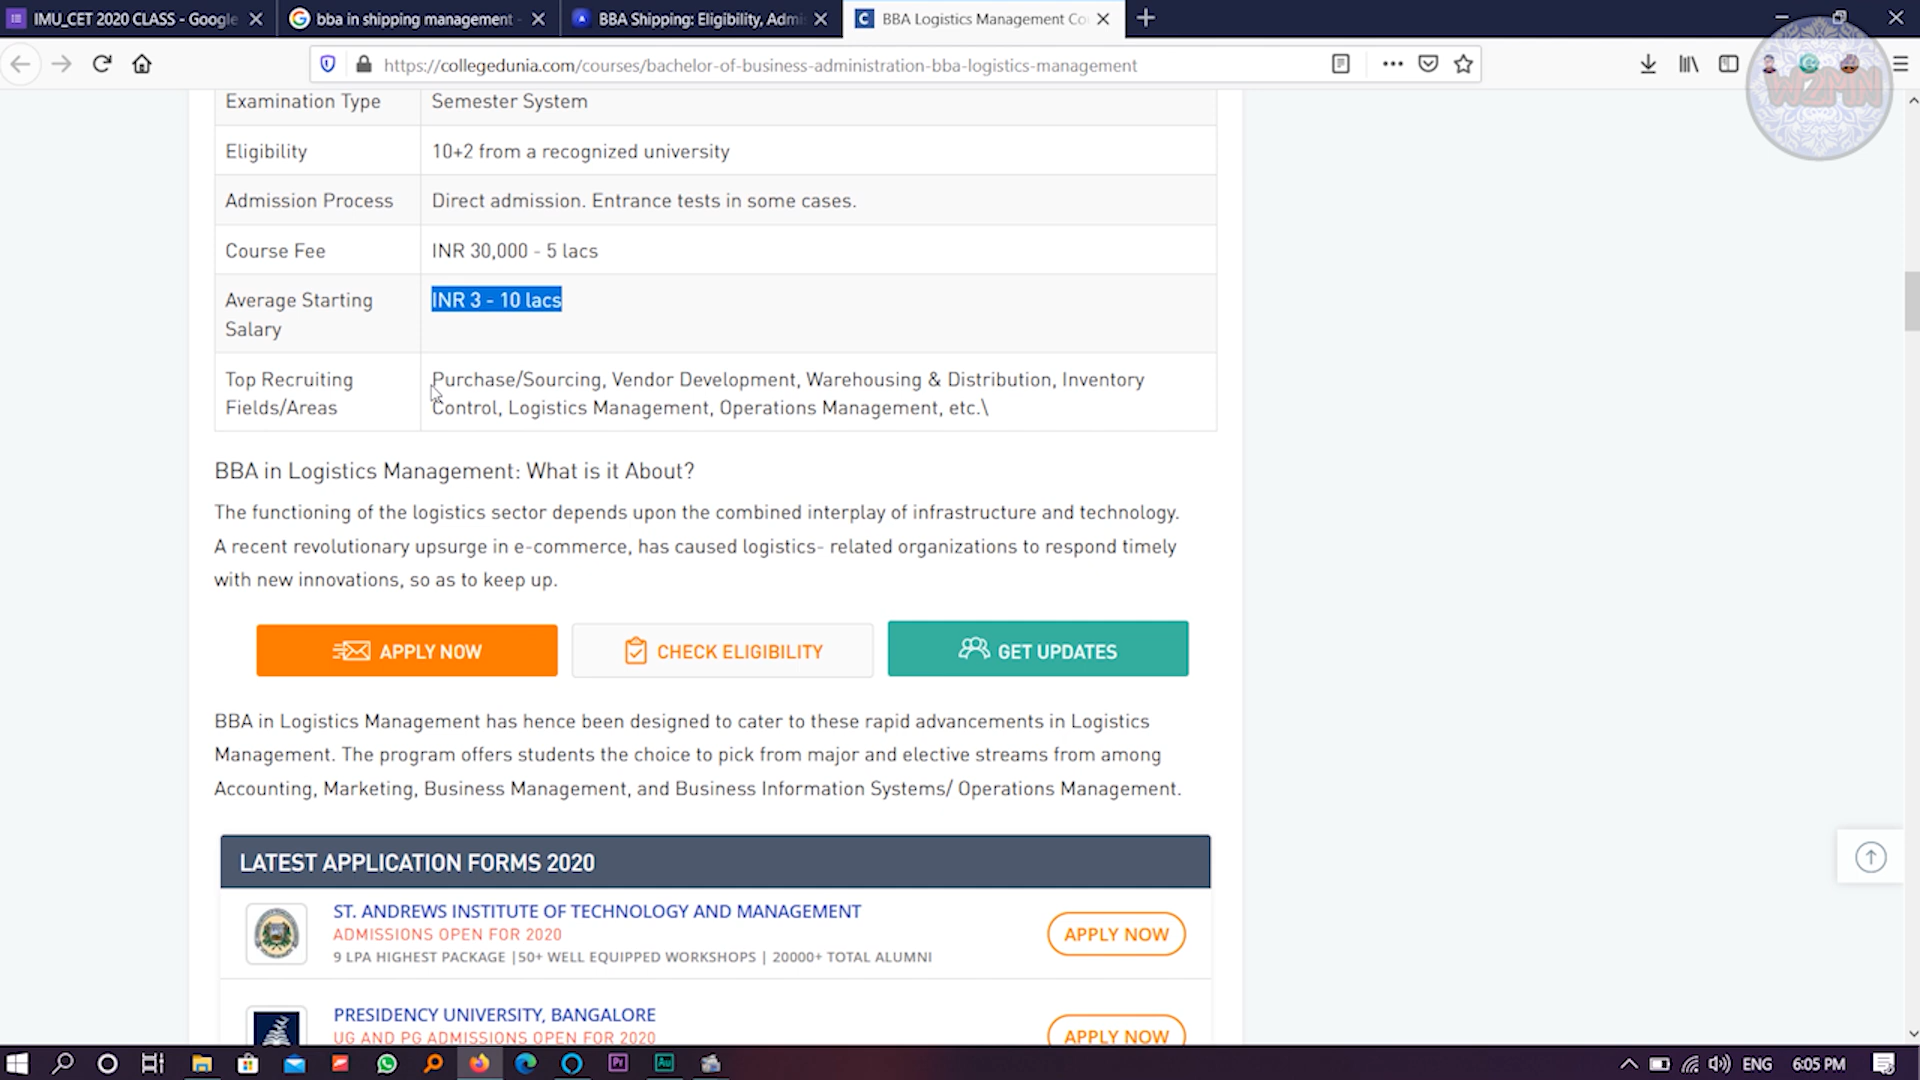 IMU_CET 2020 CLASS - Google
bba in shipping management -
BBA Shipping: Eligibility, Admi
BBA Logistics Management Co
https://collegedunia.com/courses/bachelor-of-business-administration-bba-logistics-management
WZMN
Examination Type
Semester System
Eligibility
10+2 from a recognized university
Admission Process
Direct admission. Entrance tests in some cases.
Course Fee
INR 30,000 - 5 lacs
Average Starting
Salary
INR 3 - 10 lacs
Top Recruiting
Fields/Areas
Purchase/Sourcing, Vendor Development, Warehousing & Distribution, Inventory
Control, Logistics Management, Operations Management, etc.\
BBA in Logistics Management: What is it About?
The functioning of the logistics sector depends upon the combined interplay of infrastructure and technology.
A recent revolutionary upsurge in e-commerce, has caused logistics- related organizations to respond timely
with new innovations, so as to keep up.
APPLY NOW
CHECK ELIGIBILITY
GET UPDATES
BBA in Logistics Management has hence been designed to cater to these rapid advancements in Logistics
Management. The program offers students the choice to pick from major and elective streams from among
Accounting, Marketing, Business Management, and Business Information Systems/ Operations Management.
LATEST APPLICATION FORMS 2020
ST. ANDREWS INSTITUTE OF TECHNOLOGY AND MANAGEMENT
ADMISSIONS OPEN FOR 2020
9 LPA HIGHEST PACKAGE |50+ WELL EQUIPPED WORKSHOPS | 20000+ TOTAL ALUMNI
APPLY NOW
PRESIDENCY UNIVERSITY, BANGALORE
UG AND PG ADMISSIONS OPEN FOR 2020
APPLY NOW
Pr
Au
ENG
6:05 PM